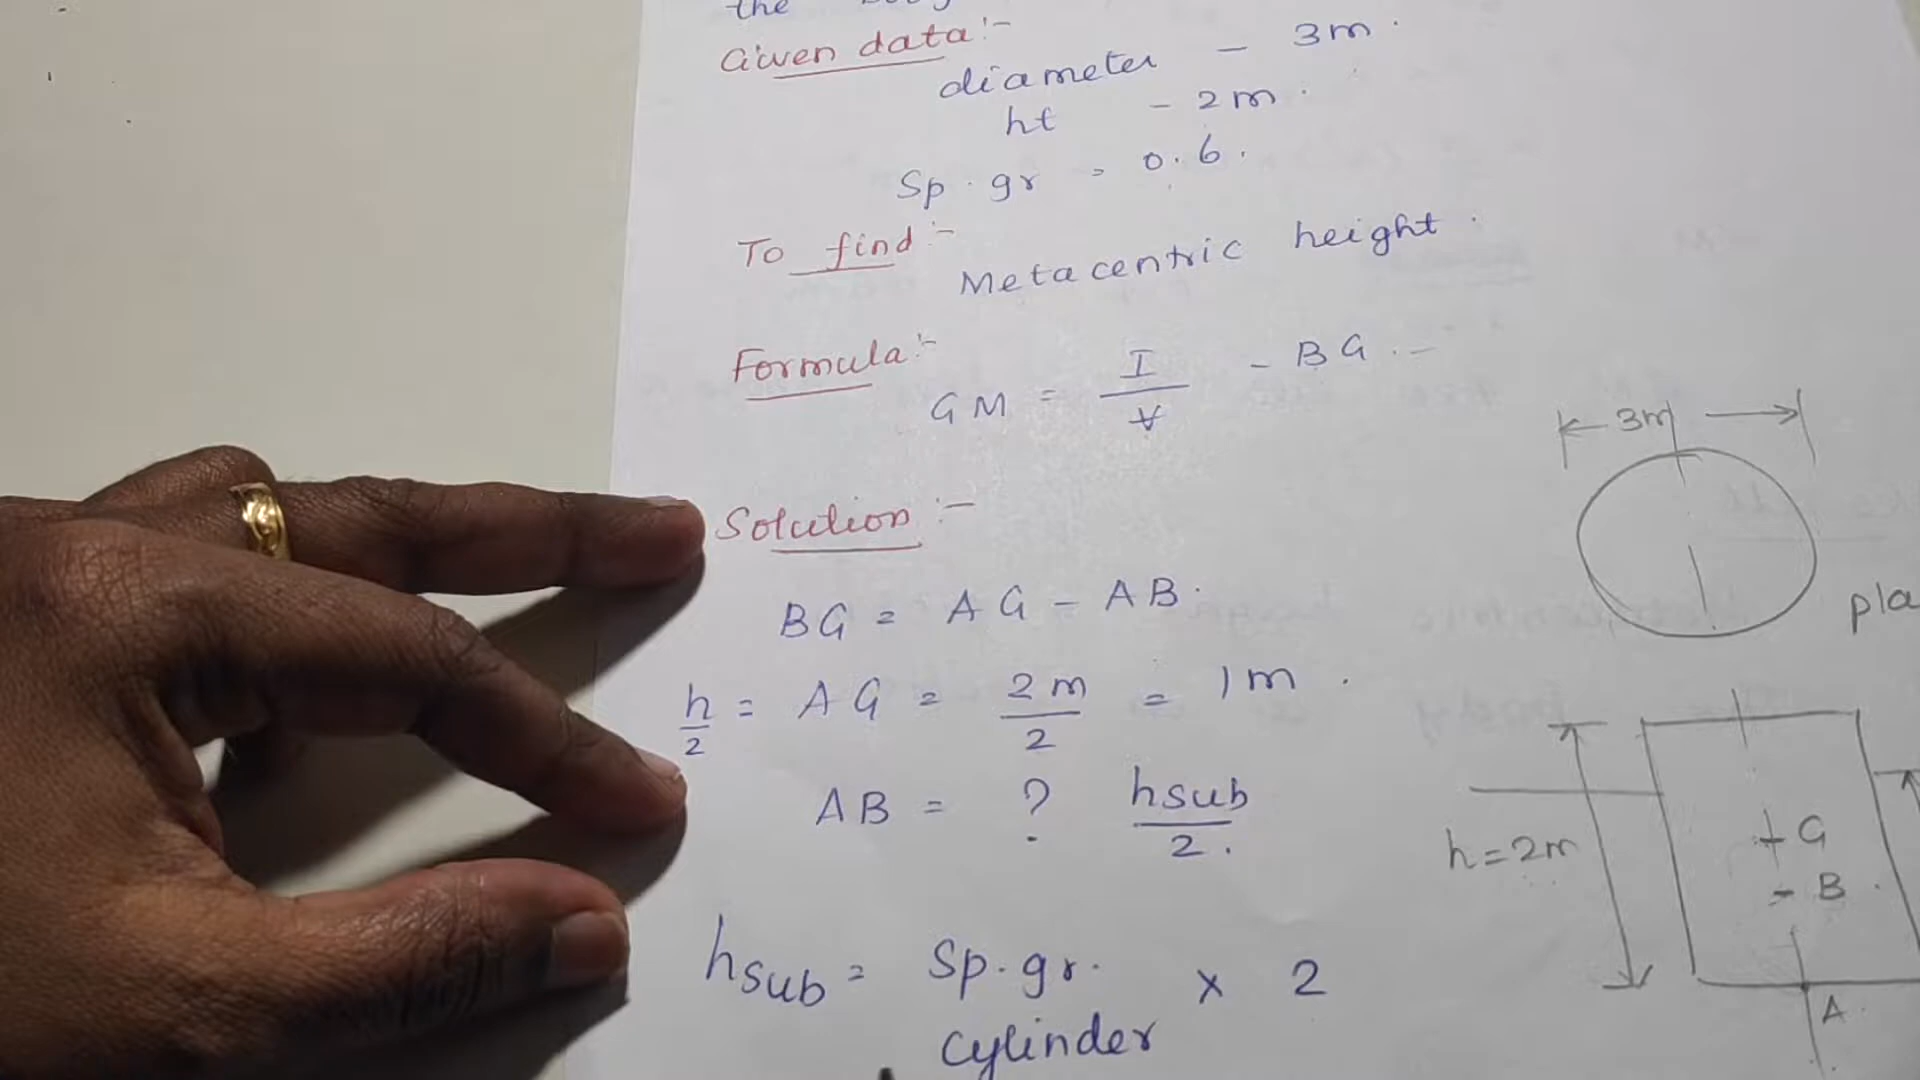 the
Given data :-
diameter - 3m.
ht - 2m.
Sp. gr = 0.6.
To find :-
Metacentric height.
Formula :-
GM = I / V - BG. -
Solution :-
BG = AG - AB.
h/2 = AG = 2m/2 = 1m.
AB = ? hsub/2.
hsub = Sp.gr. cylinder x 2
3m
pla
h = 2m
+ G
- B
A